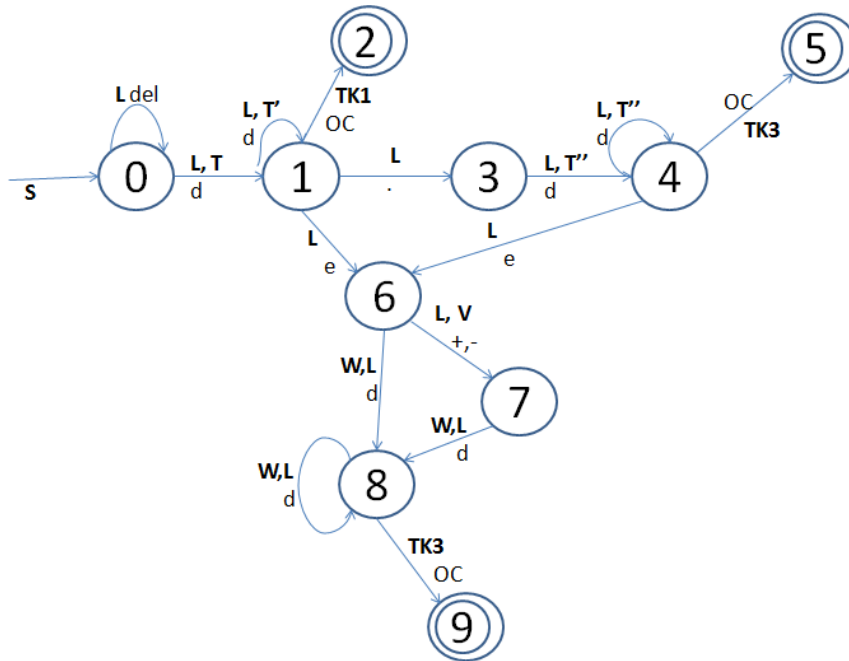 2
5
TK1
OC
OC
TK3
L del
L, T'
d
L, T''
d
S
0
L, T
d
1
L
.
3
L, T''
d
4
L
e
L
e
6
L, V
+,-
W,L
d
7
W,L
d
W,L
d
8
TK3
OC
9